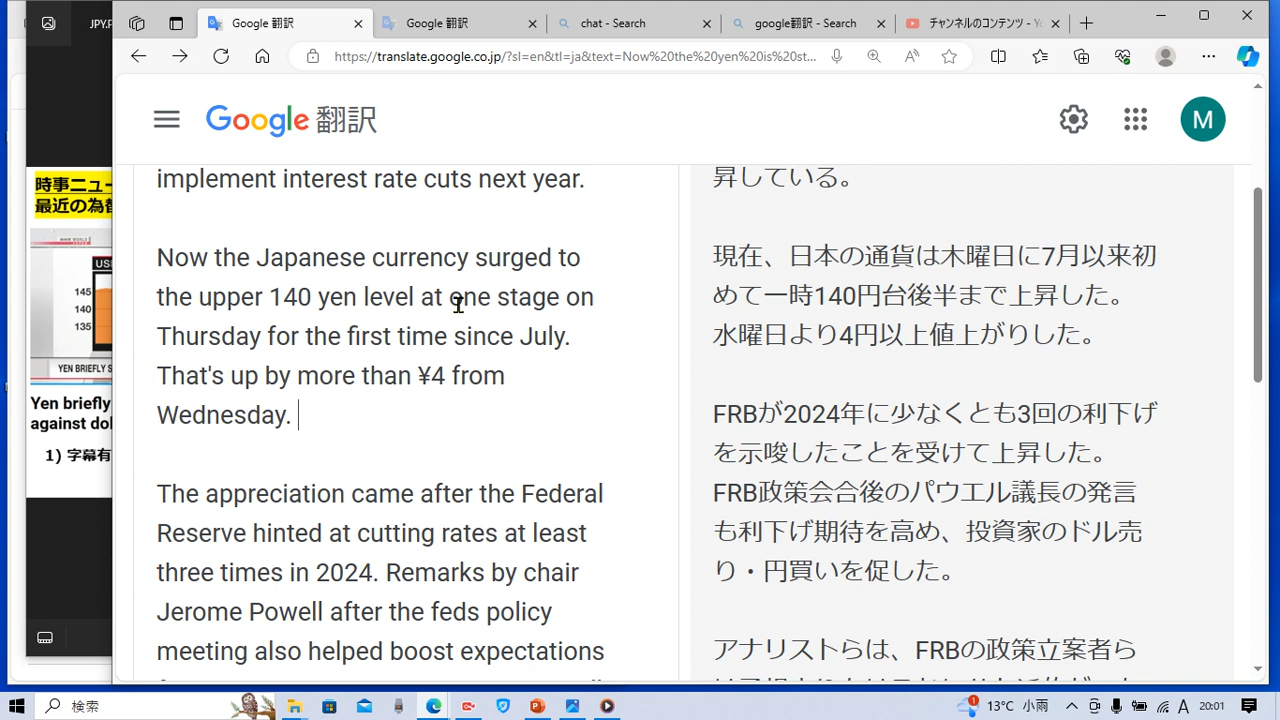 JPY.P
Google 翻訳
Google 翻訳
chat - Search
google翻訳 - Search
チャンネルのコンテンツ - Yo
https://translate.google.co.jp/?sl=en&tl=ja&text=Now%20the%20yen%20is%20st...
Google 翻訳
M
時事ニュー
最近の為替
US
145
140
135
YEN BRIEFLY S
Yen briefly
against dol
1) 字幕有
implement interest rate cuts next year.
Now the Japanese currency surged to
the upper 140 yen level at one stage on
Thursday for the first time since July.
That's up by more than ¥4 from
Wednesday.
The appreciation came after the Federal
Reserve hinted at cutting rates at least
three times in 2024. Remarks by chair
Jerome Powell after the feds policy
meeting also helped boost expectations
昇している。
現在、日本の通貨は木曜日に7月以来初
めて一時140円台後半まで上昇した。
水曜日より4円以上値上がりした。
FRBが2024年に少なくとも3回の利下げ
を示唆したことを受けて上昇した。
FRB政策会合後のパウエル議長の発言
も利下げ期待を高め、投資家のドル売
り・円買いを促した。
アナリストらは、FRBの政策立案者ら
検索
1
13°C 小雨
A
20:01